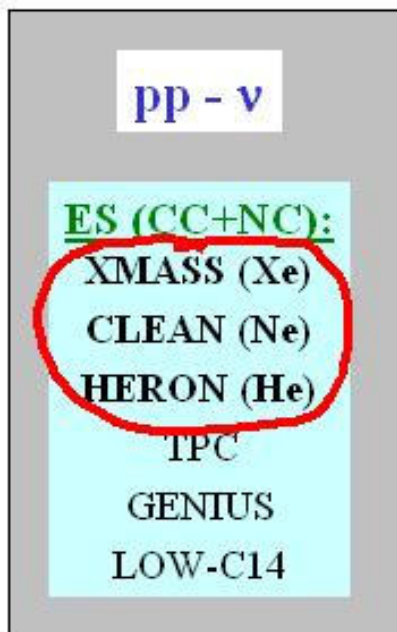 pp - ν
ES (CC+NC):
XMASS (Xe)
CLEAN (Ne)
HERON (He)
TPC
GENIUS
LOW-C14